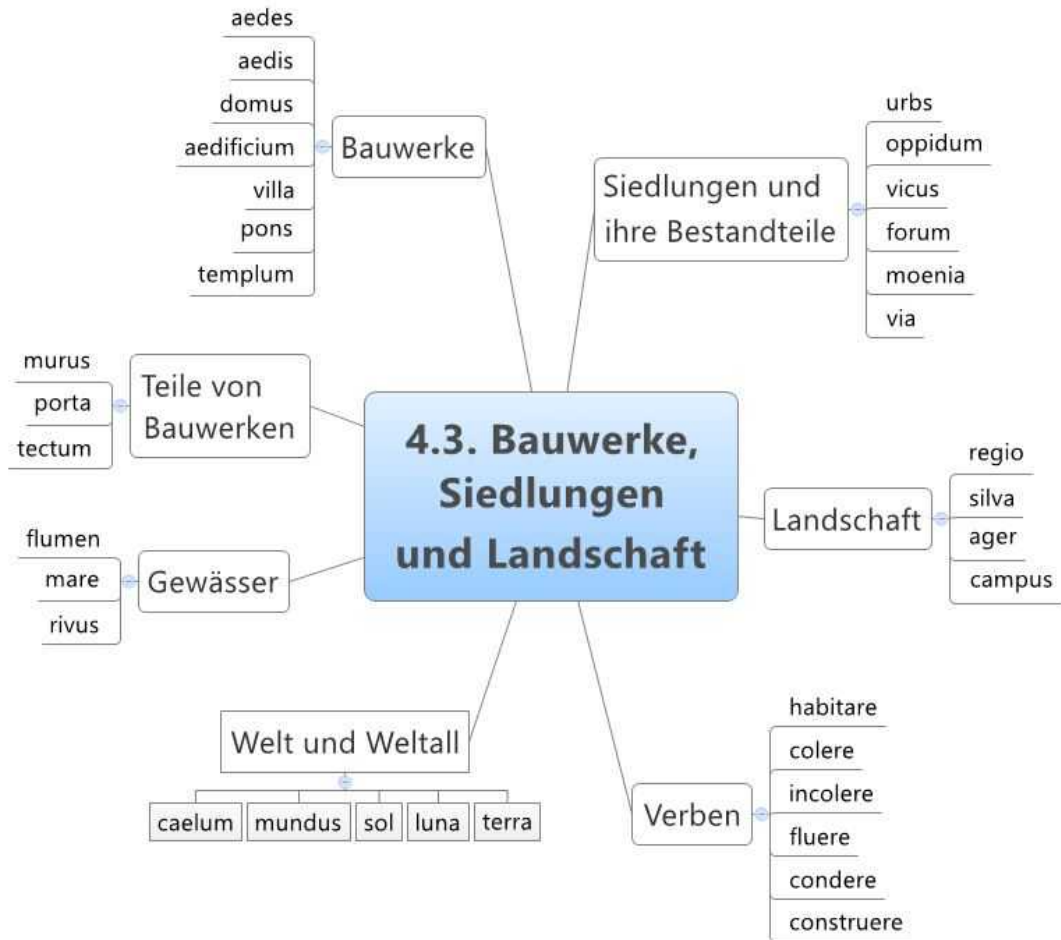 4.3. Bauwerke,
Siedlungen
und Landschaft
Bauwerke
aedes
aedis
domus
aedificium
villa
pons
templum
Siedlungen und
ihre Bestandteile
urbs
oppidum
vicus
forum
moenia
via
Teile von
Bauwerken
murus
porta
tectum
Landschaft
regio
silva
ager
campus
Gewässer
flumen
mare
rivus
Welt und Weltall
caelum
mundus
sol
luna
terra
Verben
habitare
colere
incolere
fluere
condere
construere